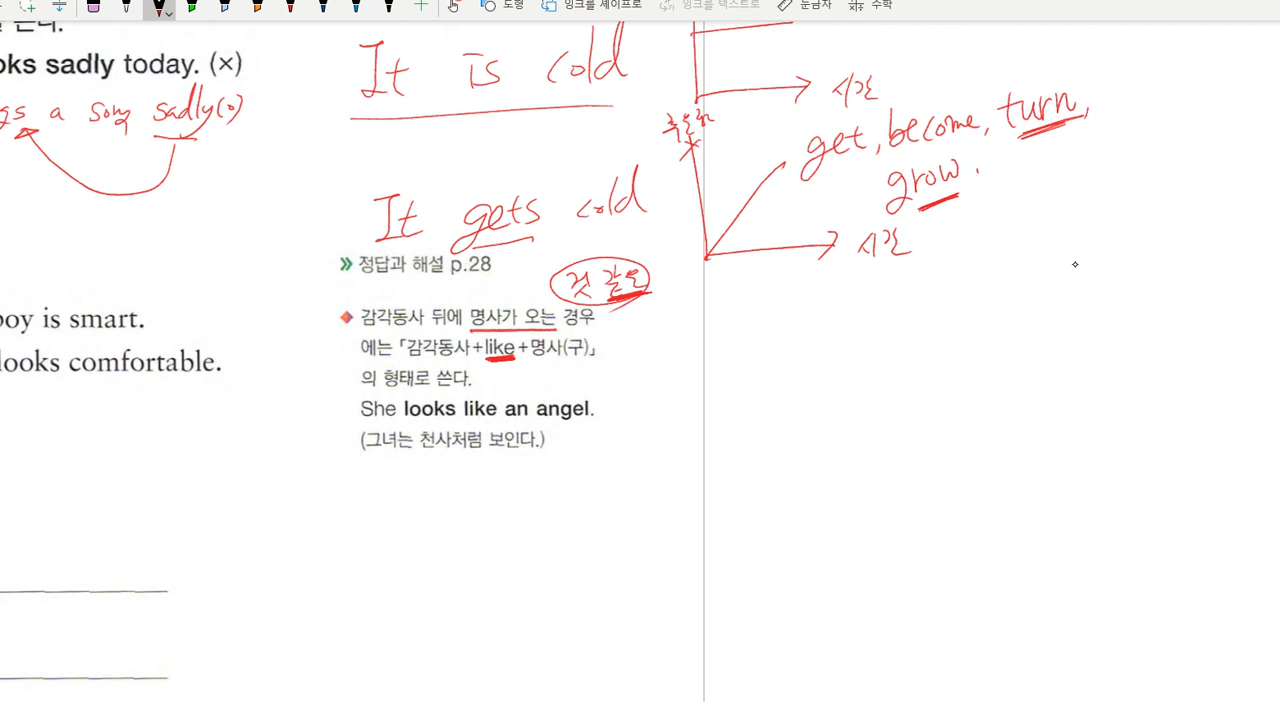 도형
잉크를 셰이프로
잉크를 텍스트로
눈금자
수학
oks sadly today. (×)
gs a song sadly(o)
boy is smart.
looks comfortable.
It is cold
It gets cold
» 정답과 해설 p.28
것 같은
감각동사 뒤에 명사가 오는 경우
에는 「감각동사+like+명사(구)」
의 형태로 쓴다.
She looks like an angel.
(그녀는 천사처럼 보인다.)
시간
get, become, turn,
grow.
시간